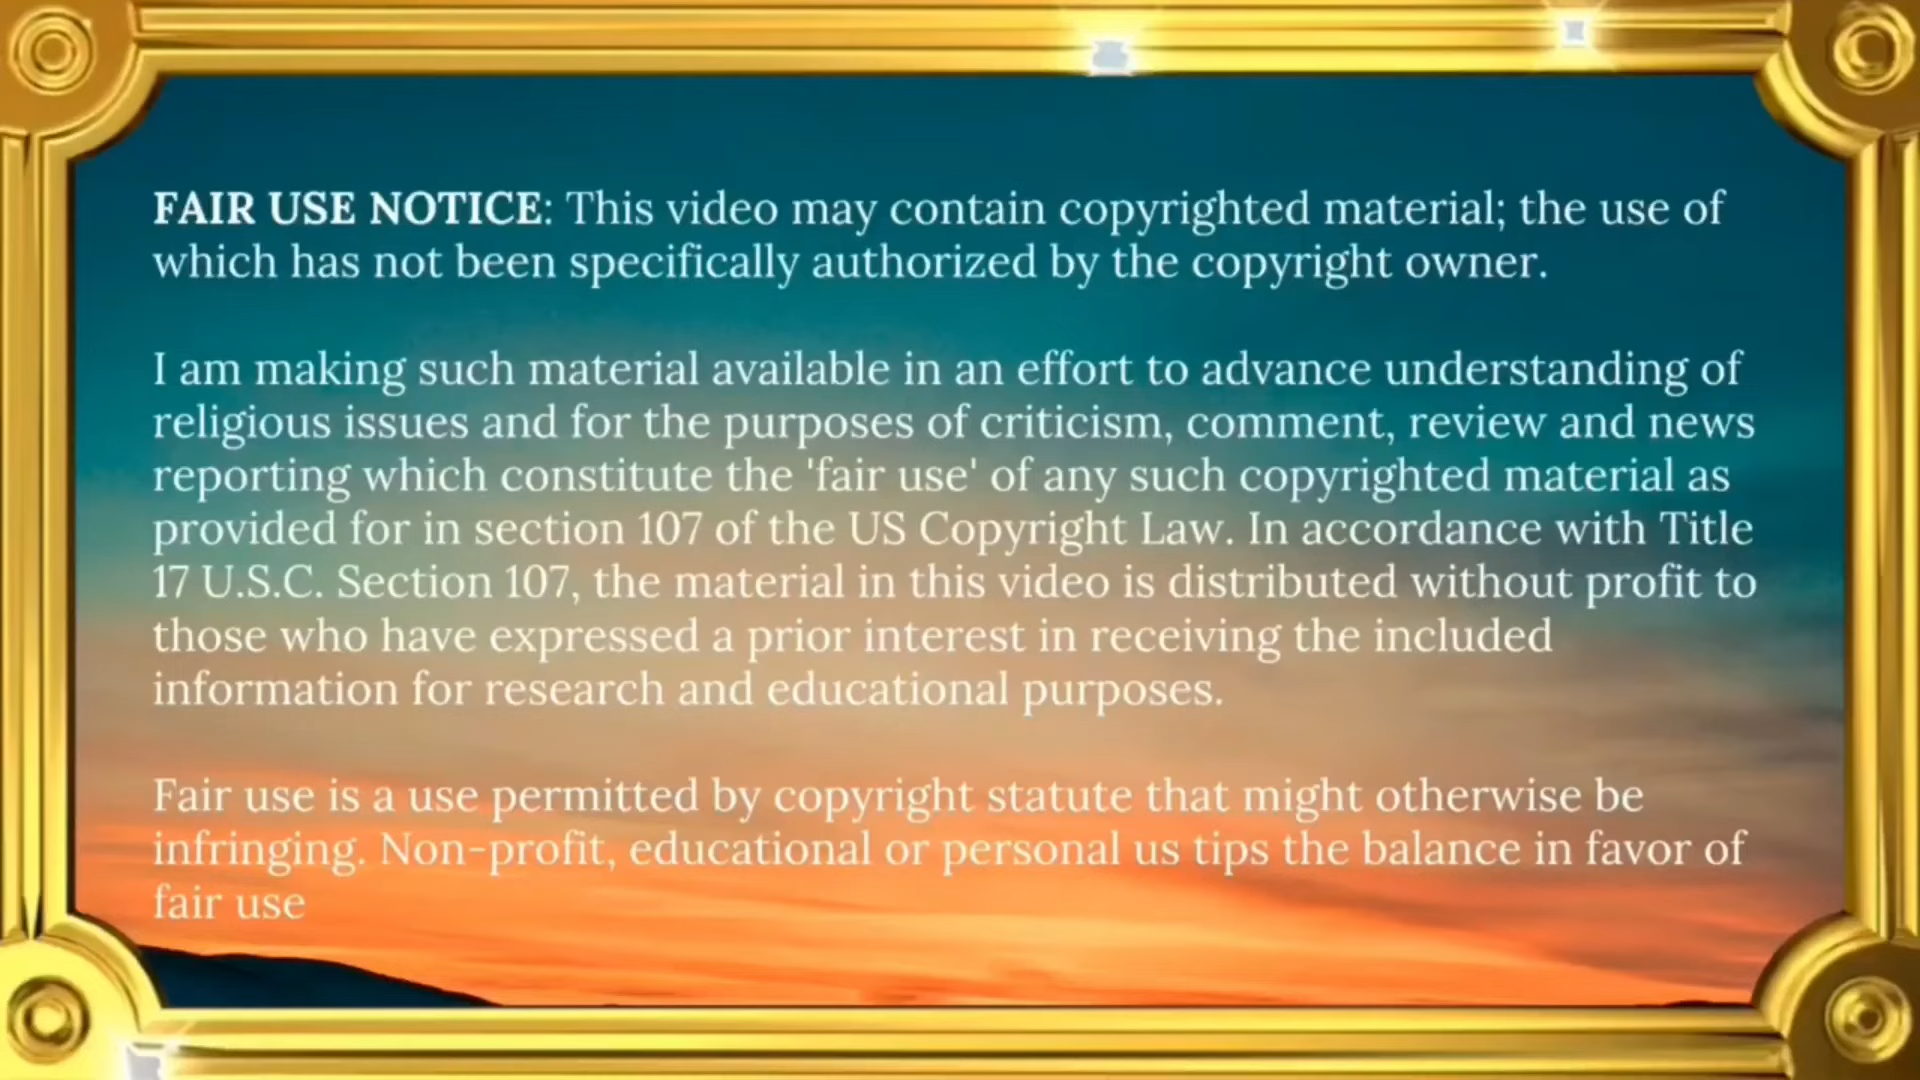 FAIR USE NOTICE: This video may contain copyrighted material; the use of
which has not been specifically authorized by the copyright owner.
I am making such material available in an effort to advance understanding of
religious issues and for the purposes of criticism, comment, review and news
reporting which constitute the 'fair use' of any such copyrighted material as
provided for in section 107 of the US Copyright Law. In accordance with Title
17 U.S.C. Section 107, the material in this video is distributed without profit to
those who have expressed a prior interest in receiving the included
information for research and educational purposes.
Fair use is a use permitted by copyright statute that might otherwise be
infringing. Non-profit, educational or personal us tips the balance in favor of
fair use